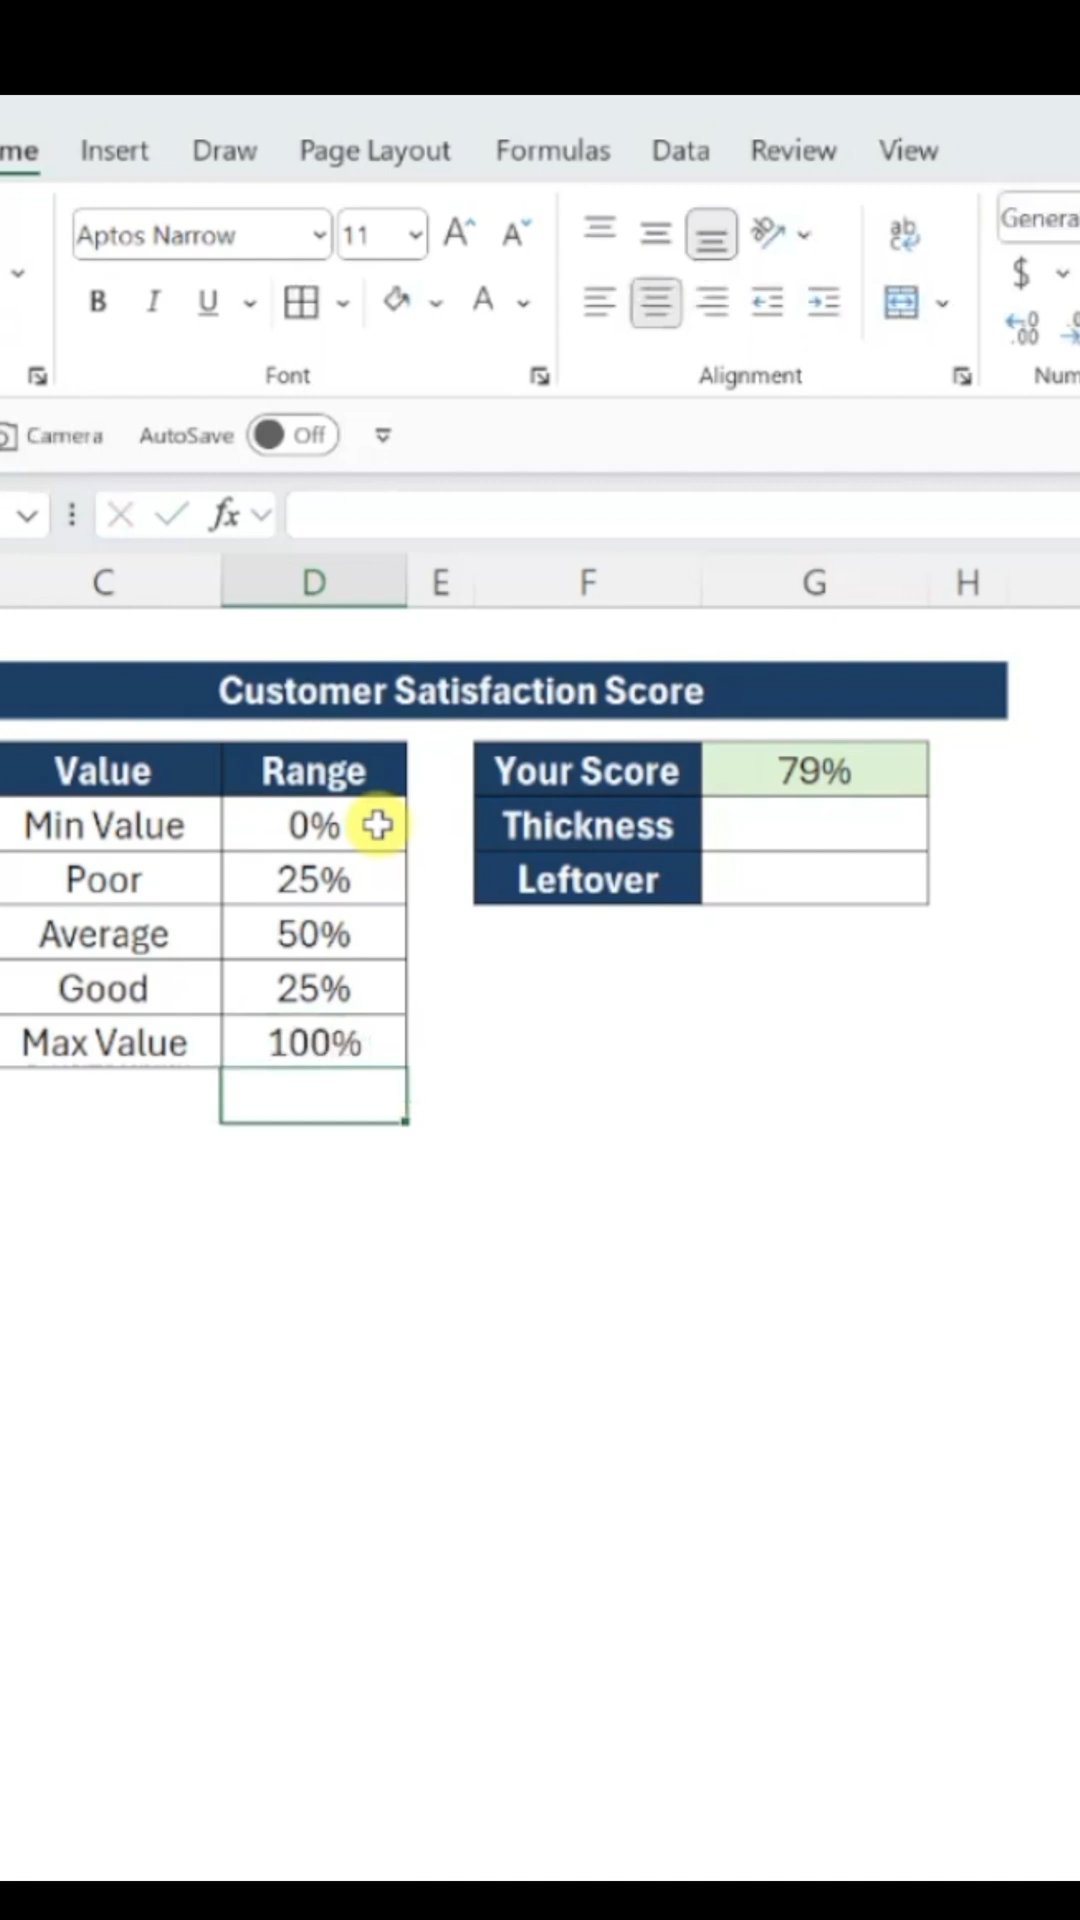 me Insert Draw Page Layout Formulas Data Review View
Aptos Narrow 11 A A ab Genera
B I U A $
Font Alignment Num
Camera AutoSave Off
fx
C D E F G H
Customer Satisfaction Score
Value Range Your Score 79%
Min Value 0% Thickness
Poor 25% Leftover
Average 50%
Good 25%
Max Value 100%